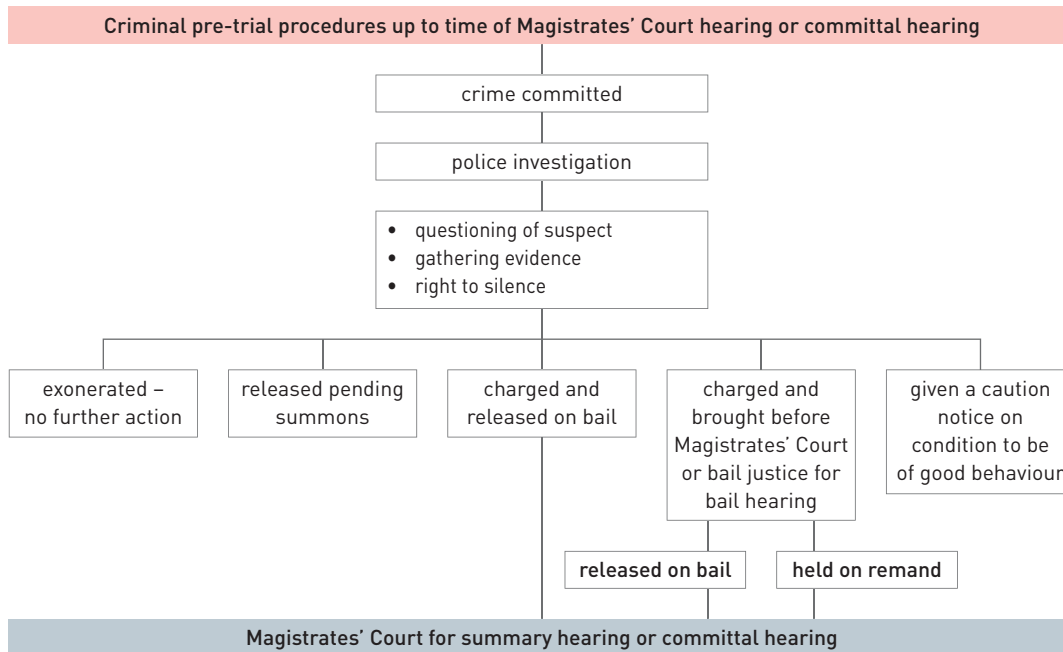 Criminal pre-trial procedures up to time of Magistrates’ Court hearing or committal hearing
crime committed
police investigation
• questioning of suspect
• gathering evidence
• right to silence
exonerated –
no further action
released pending
summons
charged and
released on bail
charged and
brought before
Magistrates’ Court
or bail justice for
bail hearing
given a caution
notice on
condition to be
of good behaviour
released on bail
held on remand
Magistrates’ Court for summary hearing or committal hearing